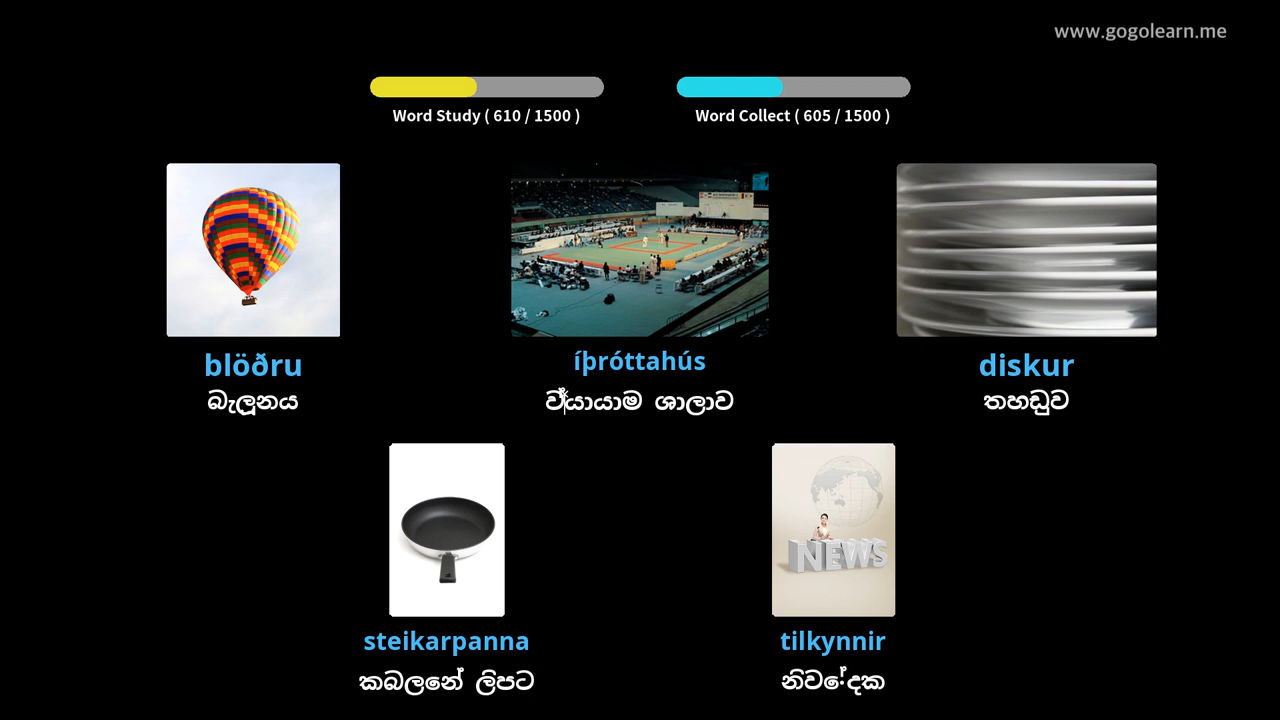 www.gogolearn.me
Word Study ( 610 / 1500 )
Word Collect ( 605 / 1500 )
blöðru
බැලූනය
íþróttahús
ව්‍යායාම ශාලාව
diskur
තහඩුව
steikarpanna
කබලනේ ලිපට
NEWS
tilkynnir
නිවේදක